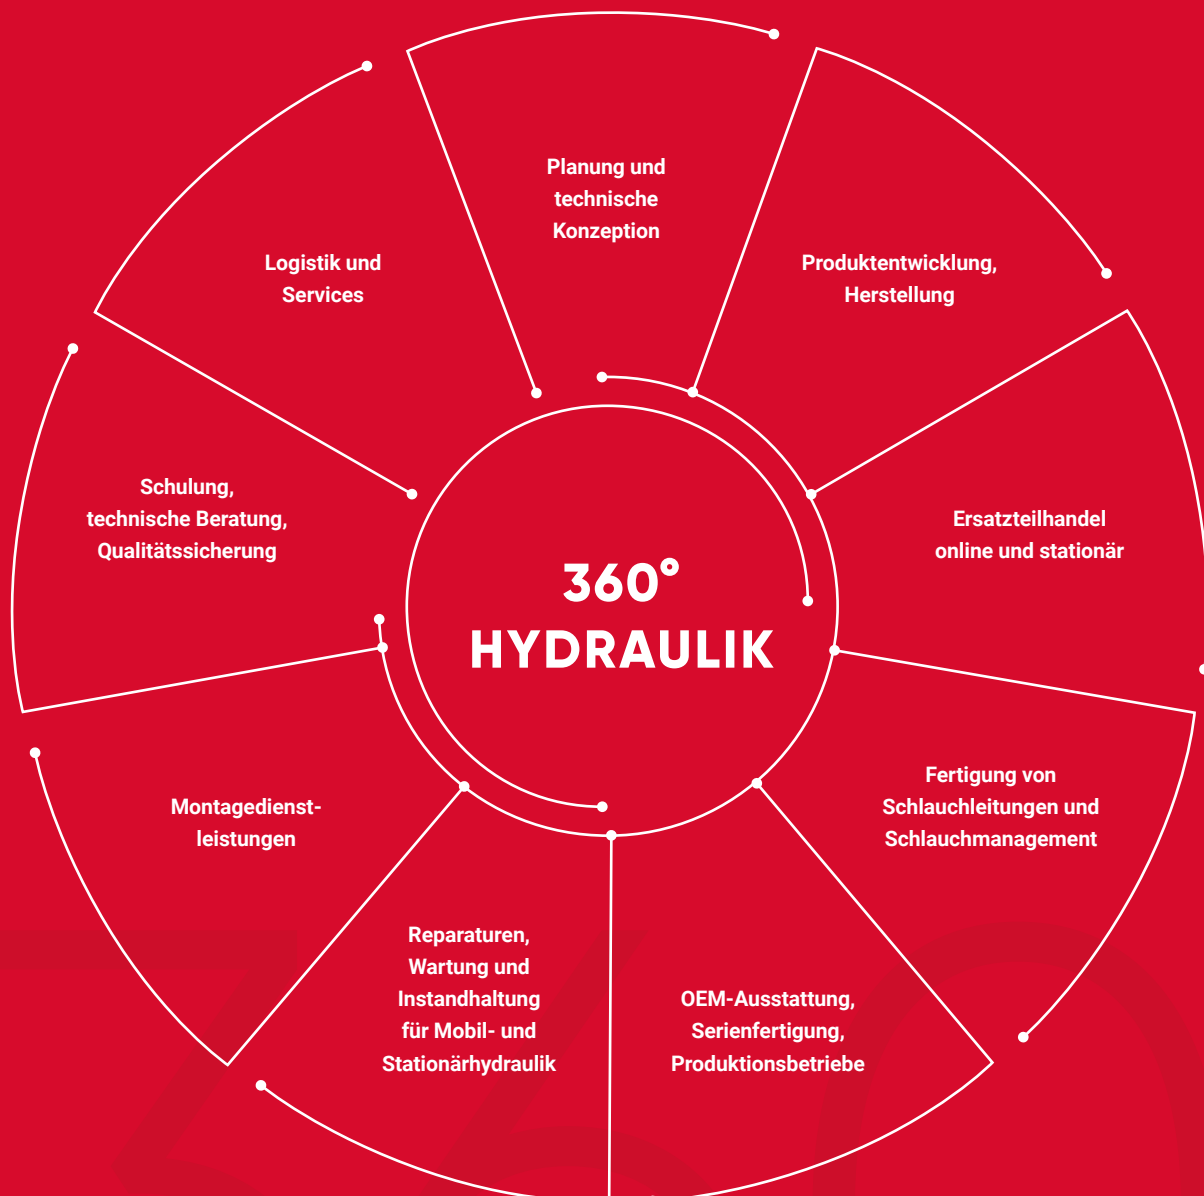 Planung und
technische
Konzeption
Produktentwicklung,
Herstellung
Ersatzteilhandel
online und stationär
Fertigung von
Schlauchleitungen und
Schlauchmanagement
OEM-Ausstattung,
Serienfertigung,
Produktionsbetriebe
Reparaturen,
Wartung und
Instandhaltung
für Mobil- und
Stationärhydraulik
Montagedienst-
leistungen
Schulung,
technische Beratung,
Qualitätssicherung
Logistik und
Services
360°
HYDRAULIK
360